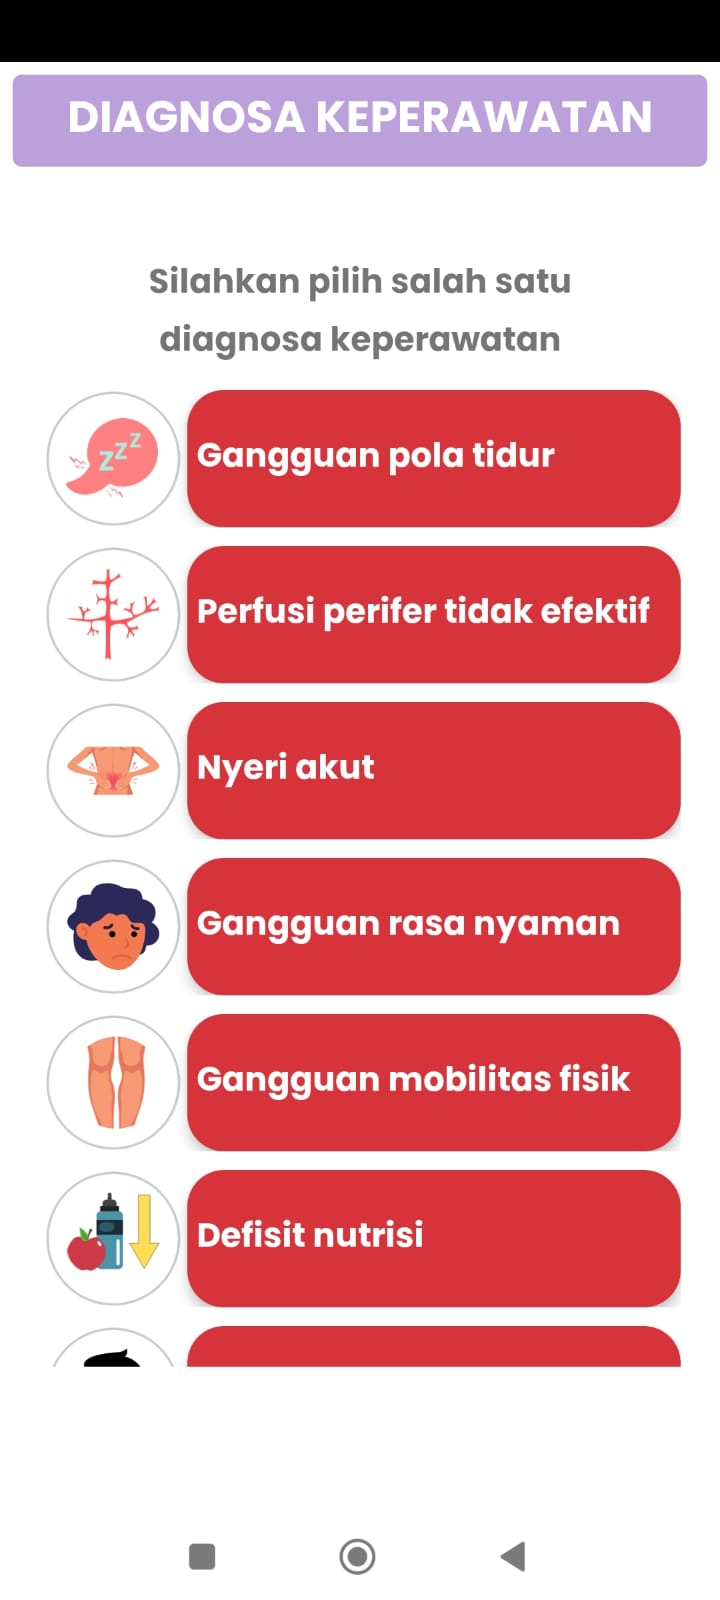 DIAGNOSA KEPERAWATAN
Silahkan pilih salah satu
diagnosa keperawatan
zzz
Gangguan pola tidur
Perfusi perifer tidak efektif
Nyeri akut
Gangguan rasa nyaman
Gangguan mobilitas fisik
Defisit nutrisi